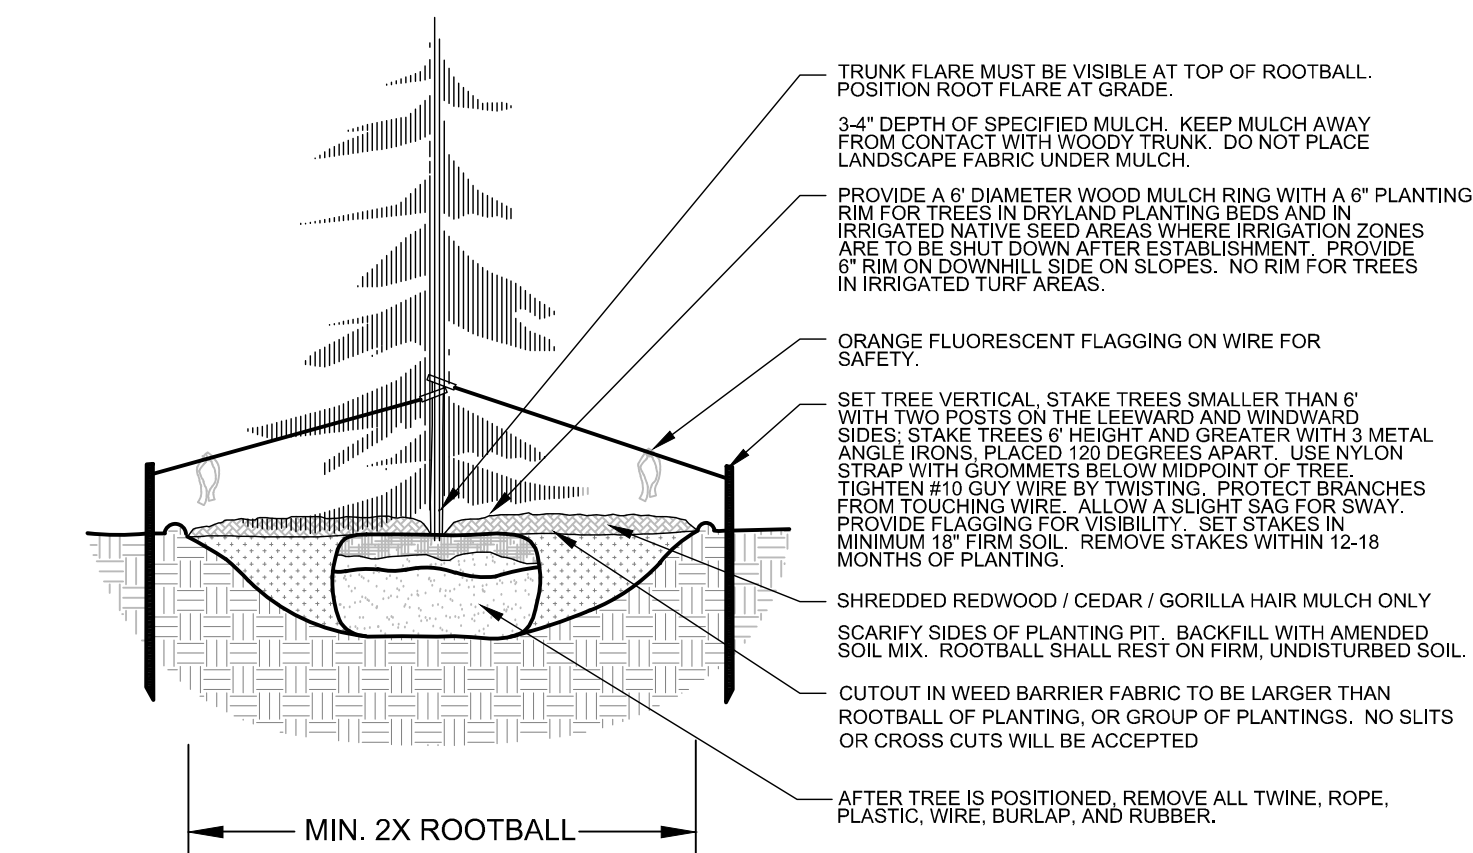 TRUNK FLARE MUST BE VISIBLE AT TOP OF ROOTBALL.
POSITION ROOT FLARE AT GRADE.
3-4" DEPTH OF SPECIFIED MULCH. KEEP MULCH AWAY
FROM CONTACT WITH WOODY TRUNK. DO NOT PLACE
LANDSCAPE FABRIC UNDER MULCH.
PROVIDE A 6' DIAMETER WOOD MULCH RING WITH A 6" PLANTING
RIM FOR TREES IN DRYLAND PLANTING BEDS AND IN
IRRIGATED NATIVE SEED AREAS WHERE IRRIGATION ZONES
ARE TO BE SHUT DOWN AFTER ESTABLISHMENT. PROVIDE
6" RIM ON DOWNHILL SIDE ON SLOPES. NO RIM FOR TREES
IN IRRIGATED TURF AREAS.
ORANGE FLUORESCENT FLAGGING ON WIRE FOR
SAFETY.
SET TREE VERTICAL, STAKE TREES SMALLER THAN 6'
WITH TWO POSTS ON THE LEEWARD AND WINDWARD
SIDES; STAKE TREES 6' HEIGHT AND GREATER WITH 3 METAL
ANGLE IRONS, PLACED 120 DEGREES APART. USE NYLON
STRAP WITH GROMMETS BELOW MIDPOINT OF TREE.
TIGHTEN #10 GUY WIRE BY TWISTING. PROTECT BRANCHES
FROM TOUCHING WIRE. ALLOW A SLIGHT SAG FOR SWAY.
PROVIDE FLAGGING FOR VISIBILITY. SET STAKES IN
MINIMUM 18" FIRM SOIL. REMOVE STAKES WITHIN 12-18
MONTHS OF PLANTING.
SHREDDED REDWOOD / CEDAR / GORILLA HAIR MULCH ONLY
SCARIFY SIDES OF PLANTING PIT. BACKFILL WITH AMENDED
SOIL MIX. ROOTBALL SHALL REST ON FIRM, UNDISTURBED SOIL.
CUTOUT IN WEED BARRIER FABRIC TO BE LARGER THAN
ROOTBALL OF PLANTING, OR GROUP OF PLANTINGS. NO SLITS
OR CROSS CUTS WILL BE ACCEPTED
AFTER TREE IS POSITIONED, REMOVE ALL TWINE, ROPE,
PLASTIC, WIRE, BURLAP, AND RUBBER.
MIN. 2X ROOTBALL